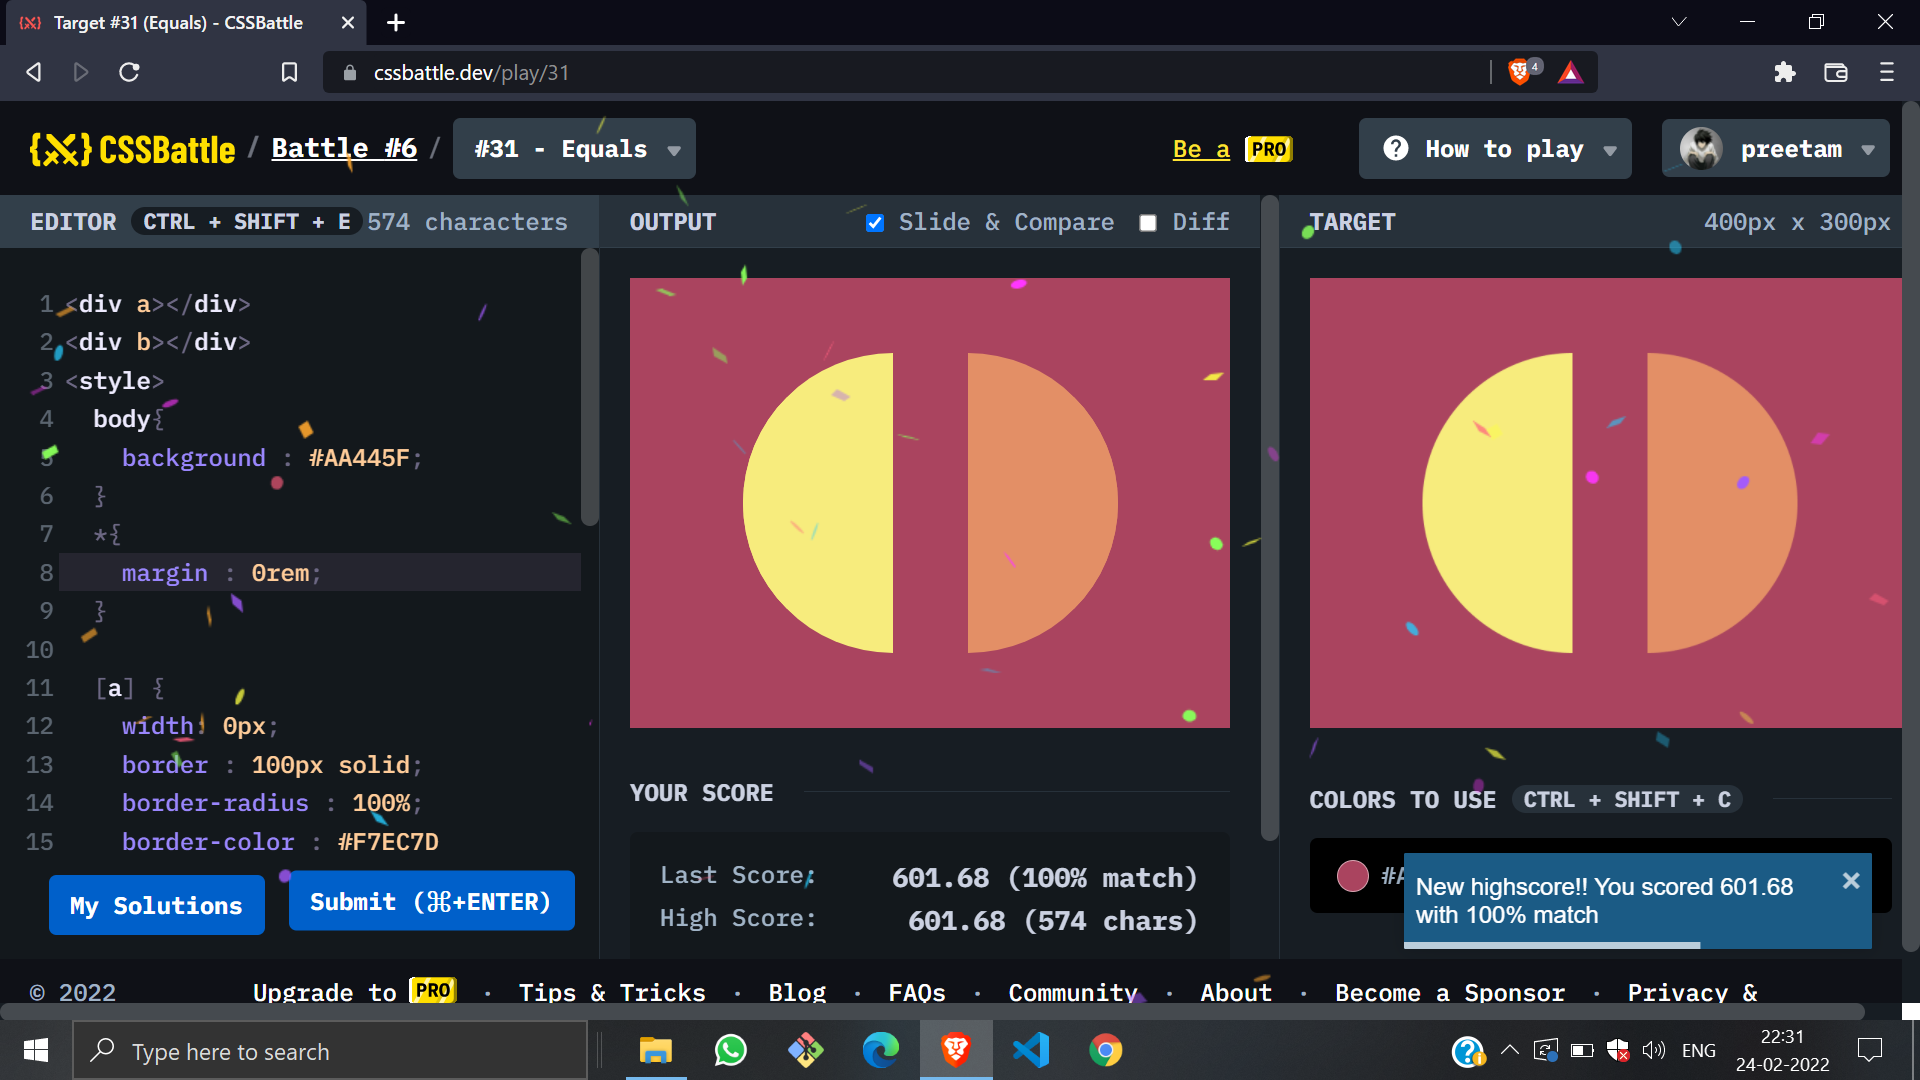 Target #31 (Equals) - CSSBattle
cssbattle.dev/play/31
4
CSSBattle / Battle #6 / #31 - Equals
Be a PRO
How to play
preetam
EDITOR CTRL + SHIFT + E 574 characters
OUTPUT Slide & Compare Diff
TARGET 400px x 300px
1 <div a></div>
2 <div b></div>
3 <style>
4 body{
5 background : #AA445F;
6 }
7 *{
8 margin : 0rem;
9 }
10
11 [a] {
12 width: 0px;
13 border : 100px solid;
14 border-radius : 100%;
15 border-color : #F7EC7D
My Solutions
Submit (⌘+ENTER)
YOUR SCORE
Last Score: 601.68 (100% match)
High Score: 601.68 (574 chars)
COLORS TO USE CTRL + SHIFT + C
New highscore!! You scored 601.68
with 100% match
© 2022 Upgrade to PRO · Tips & Tricks · Blog · FAQs · Community · About · Become a Sponsor · Privacy &
Type here to search
ENG
22:31
24-02-2022